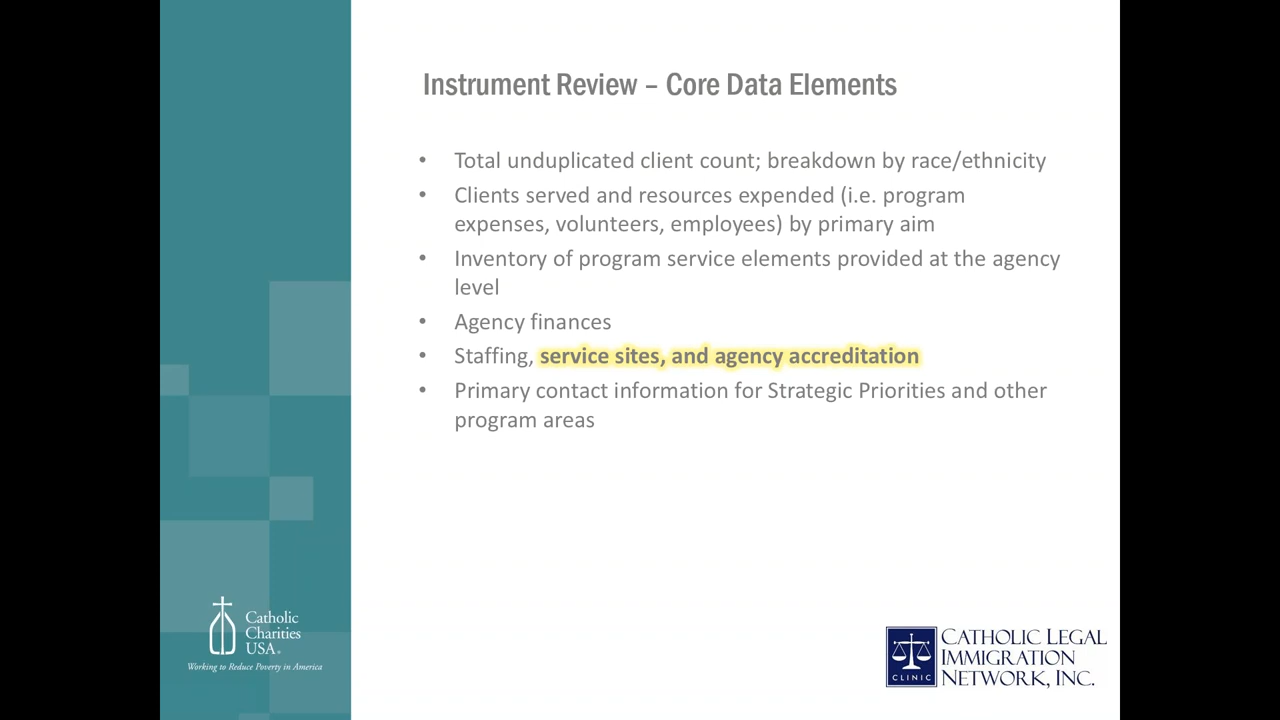 Instrument Review – Core Data Elements
• Total unduplicated client count; breakdown by race/ethnicity
• Clients served and resources expended (i.e. program
expenses, volunteers, employees) by primary aim
• Inventory of program service elements provided at the agency
level
• Agency finances
• Staffing, service sites, and agency accreditation
• Primary contact information for Strategic Priorities and other
program areas
Catholic
Charities
USA®
Working to Reduce Poverty in America
CLINIC
CATHOLIC LEGAL
IMMIGRATION
NETWORK, INC.